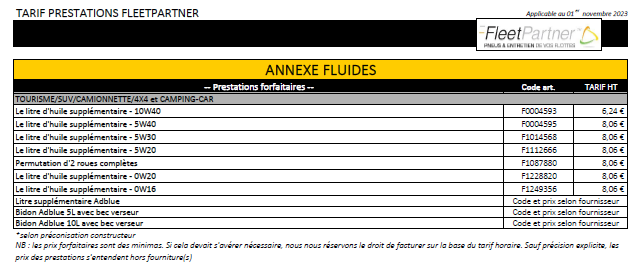 TARIF PRESTATIONS FLEETPARTNER
Applicable au 01er novembre 2023
FleetPartner
PNEUS & ENTRETIEN DE VOS FLOTTES
ANNEXE FLUIDES
-- Prestations forfaitaires -- Code art. TARIF HT
TOURISME/SUV/CAMIONNETTE/4X4 et CAMPING-CAR
Le litre d'huile supplémentaire - 10W40 F0004593 6,24 €
Le litre d'huile supplémentaire - 5W40 F0004595 8,06 €
Le litre d'huile supplémentaire - 5W30 F1014568 8,06 €
Le litre d'huile supplémentaire - 5W20 F1112666 8,06 €
Permutation d'2 roues complètes F1087880 8,06 €
Le litre d'huile supplémentaire - 0W20 F1228820 8,06 €
Le litre d'huile supplémentaire - 0W16 F1249356 8,06 €
Litre supplémentaire Adblue Code et prix selon fournisseur
Bidon Adblue 5L avec bec verseur Code et prix selon fournisseur
Bidon Adblue 10L avec bec verseur Code et prix selon fournisseur
*selon préconisation constructeur
NB : les prix forfaitaires sont des minimas. Si cela devait s'avérer nécessaire, nous nous réservons le droit de facturer sur la base du tarif horaire. Sauf précision explicite, les
prix des prestations s'entendent hors fourniture(s)